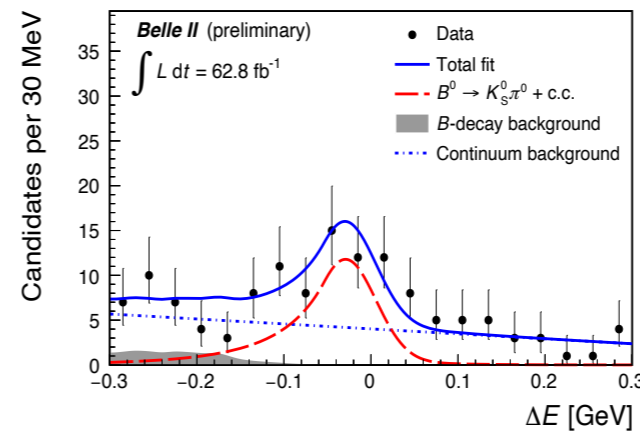 Candidates per 30 MeV
35
30
25
20
15
10
5
0
Belle II (preliminary)
∫ L dt = 62.8 fb⁻¹
Data
Total fit
B⁰ → K⁰_S π⁰ + c.c.
B-decay background
Continuum background
−0.3 −0.2 −0.1 0 0.1 0.2 0.3
ΔE [GeV]